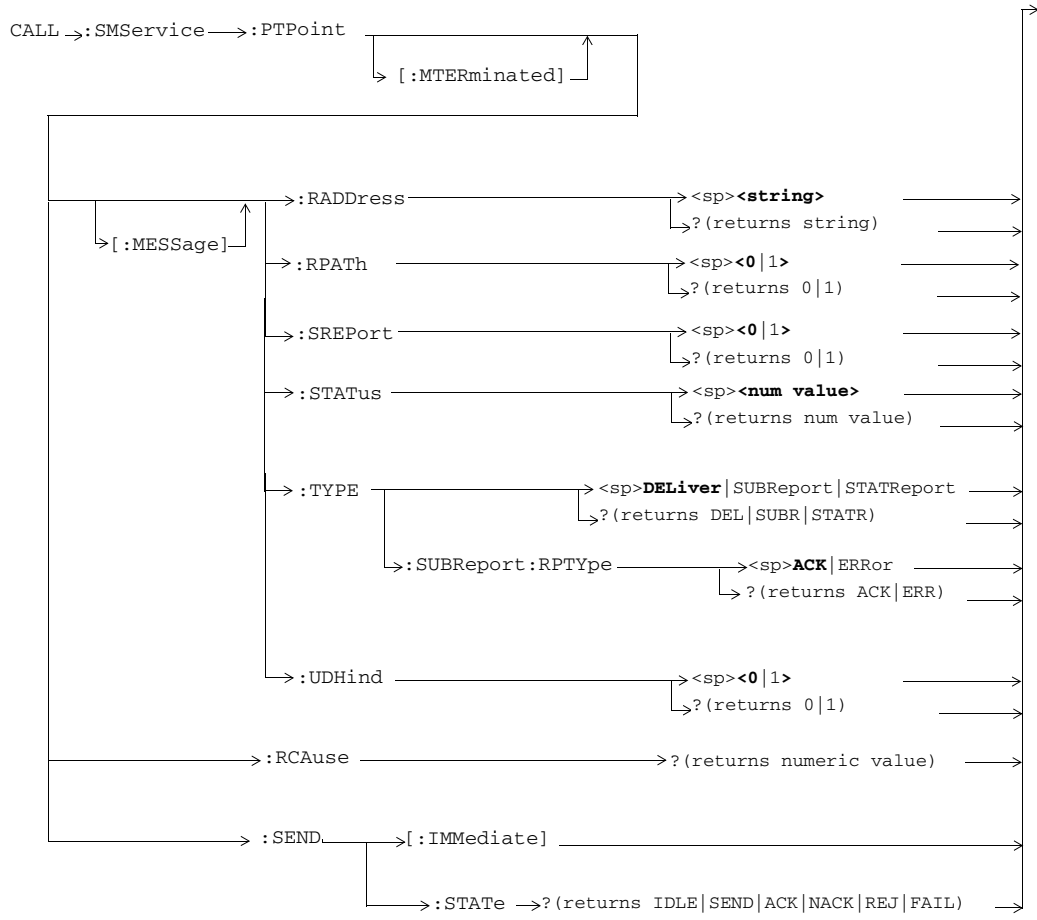 CALL :SMService :PTPoint
[:MTERminated]
:RADDress <sp><string>
?(returns string)
[:MESSage]
:RPATh <sp><0|1>
?(returns 0|1)
:SREPort <sp><0|1>
?(returns 0|1)
:STATus <sp><num value>
?(returns num value)
:TYPE <sp>DELiver|SUBReport|STATReport
?(returns DEL|SUBR|STATR)
:SUBReport:RPTYpe <sp>ACK|ERRor
?(returns ACK|ERR)
:UDHind <sp><0|1>
?(returns 0|1)
:RCAuse ?(returns numeric value)
:SEND [:IMMediate]
:STATe ?(returns IDLE|SEND|ACK|NACK|REJ|FAIL)